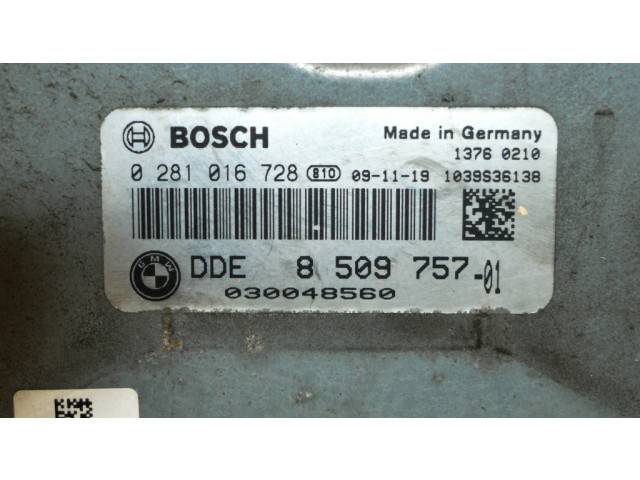 BOSCH
Made in Germany
1376 0210
0 281 016 728 810 09-11-19 1039S36138
BMW DDE 8 509 757-01
030048560